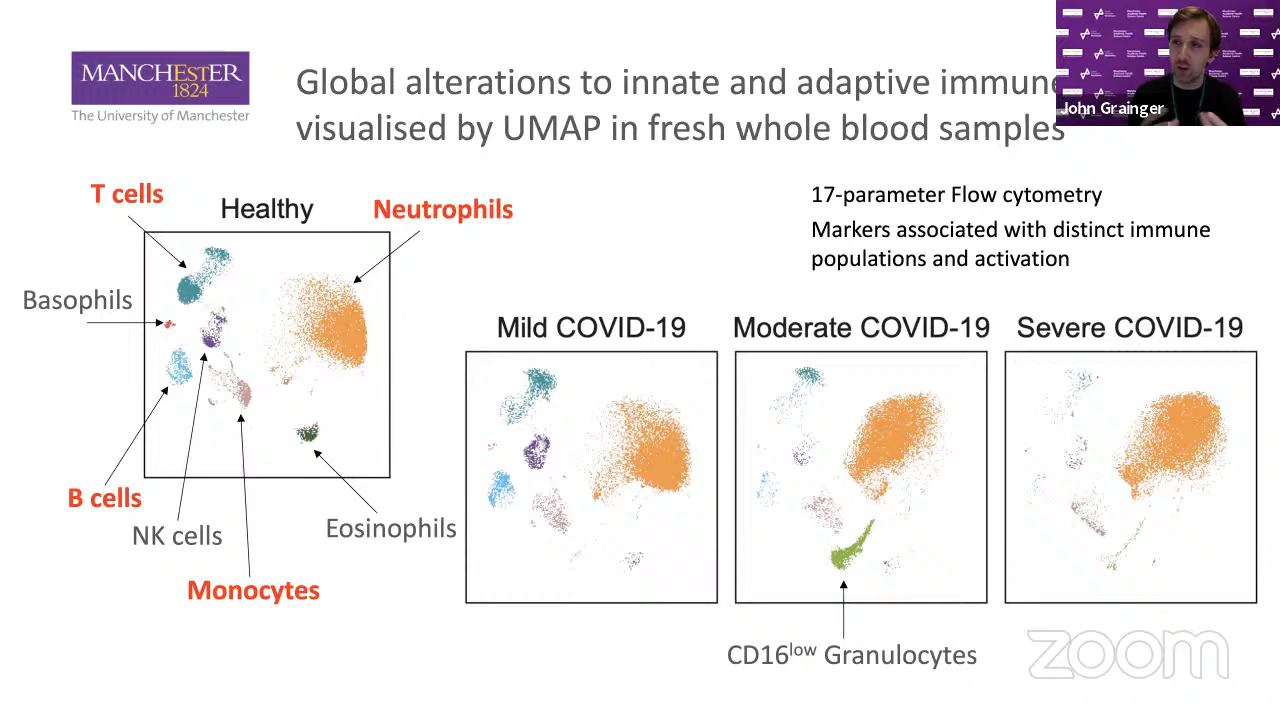 MANCHESTER
1824
The University of Manchester
Global alterations to innate and adaptive immune
visualised by UMAP in fresh whole blood samples
John Grainger
T cells
Healthy
Neutrophils
17-parameter Flow cytometry
Markers associated with distinct immune
populations and activation
Basophils
Mild COVID-19
Moderate COVID-19
Severe COVID-19
B cells
NK cells
Eosinophils
Monocytes
CD16low Granulocytes
zoom